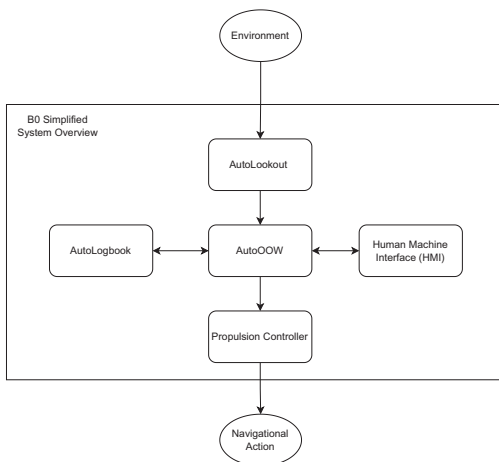 Environment
B0 Simplified
System Overview
AutoLookout
AutoLogbook
AutoOOW
Human Machine
Interface (HMI)
Propulsion Controller
Navigational
Action